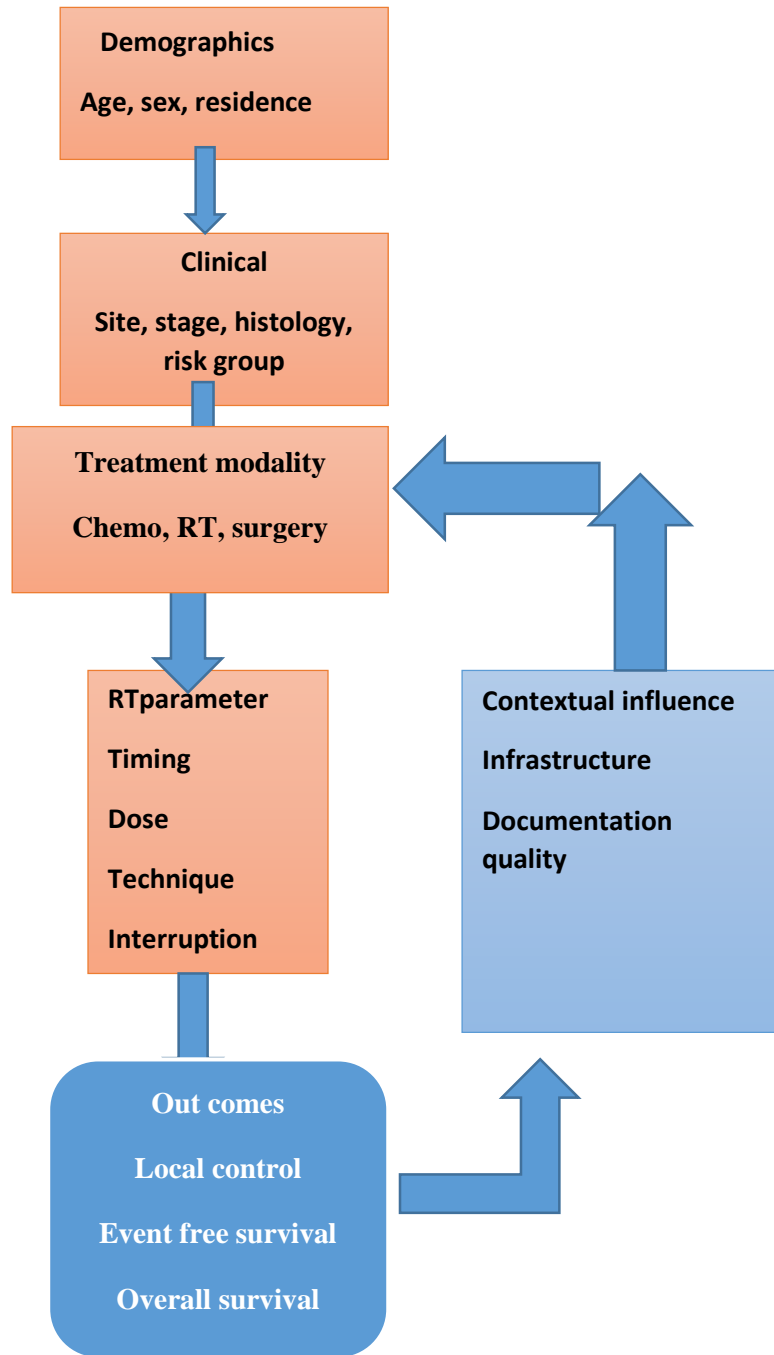 Demographics
Age, sex, residence
Clinical
Site, stage, histology,
risk group
Treatment modality
Chemo, RT, surgery
RTparameter
Timing
Dose
Technique
Interruption
Contextual influence
Infrastructure
Documentation
quality
Out comes
Local control
Event free survival
Overall survival